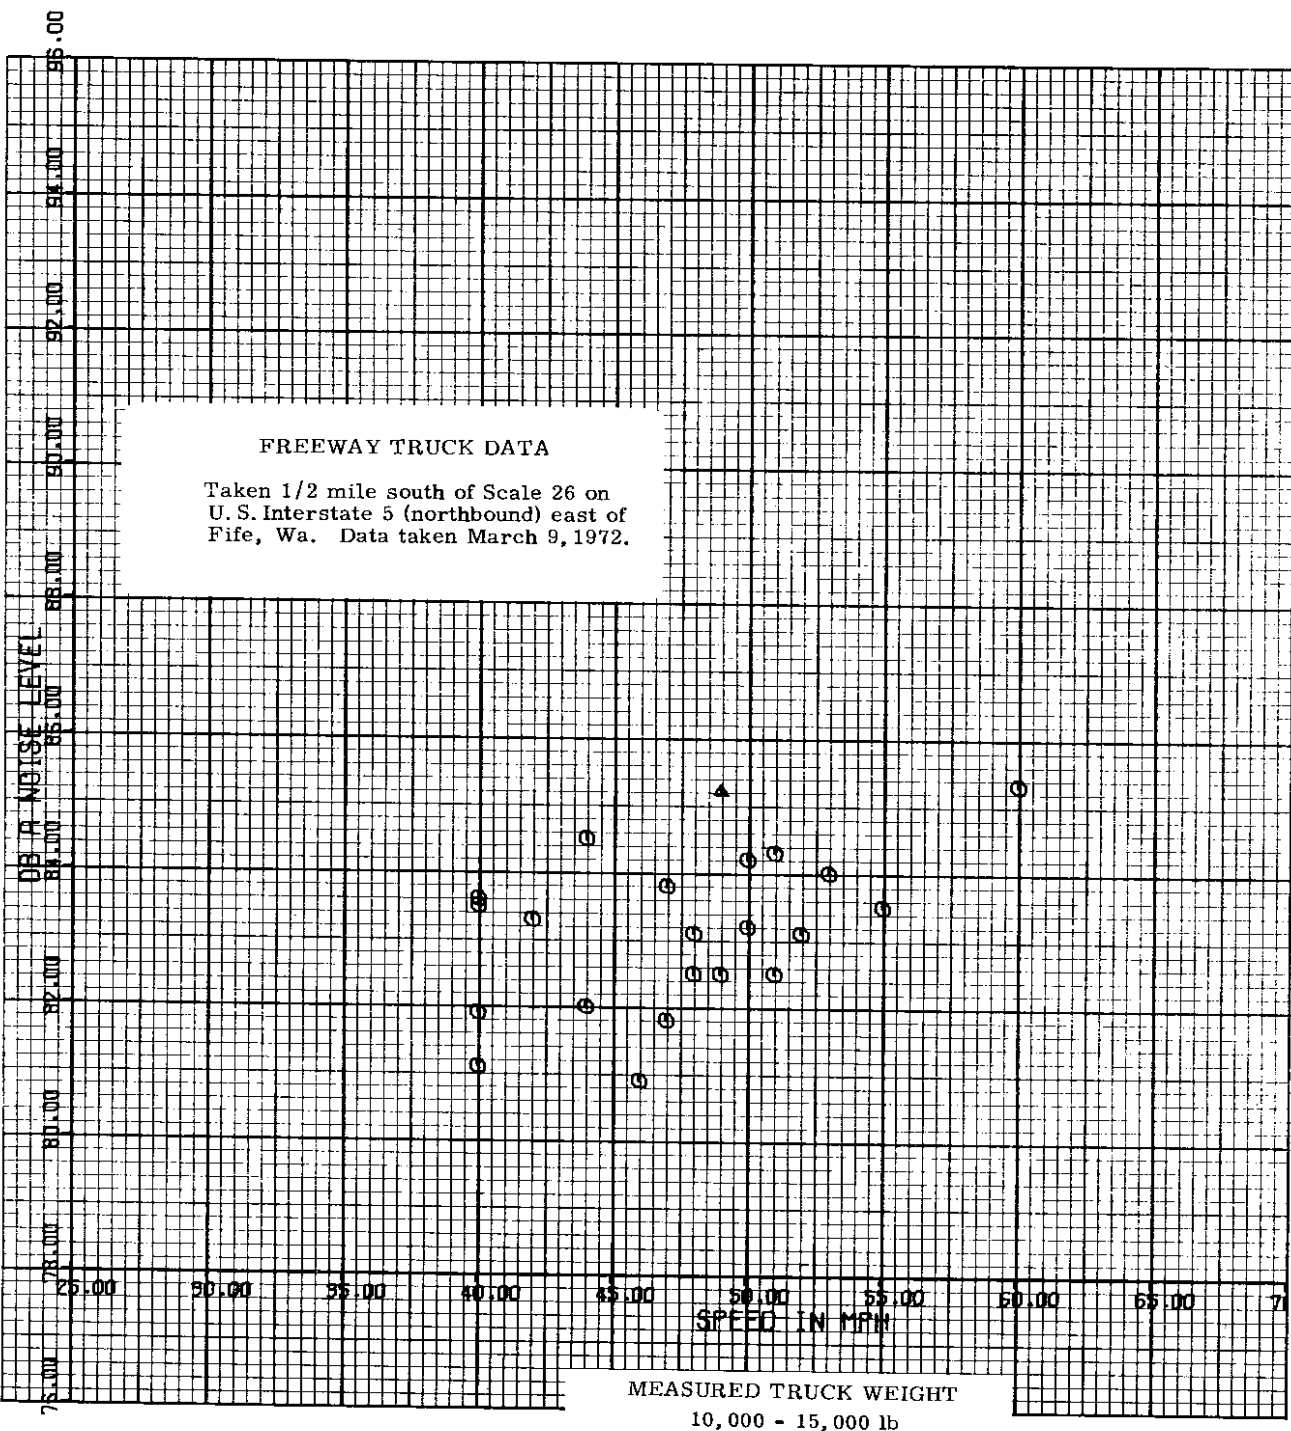 96.00
94.00
92.00
90.00
88.00
86.00
84.00
82.00
80.00
78.00
76.00
DB A NOISE LEVEL
FREEWAY TRUCK DATA
Taken 1/2 mile south of Scale 26 on
U.S. Interstate 5 (northbound) east of
Fife, Wa. Data taken March 9, 1972.
25.00 30.00 35.00 40.00 45.00 50.00 55.00 60.00 65.00
SPEED IN MPH
MEASURED TRUCK WEIGHT
10,000 - 15,000 lb